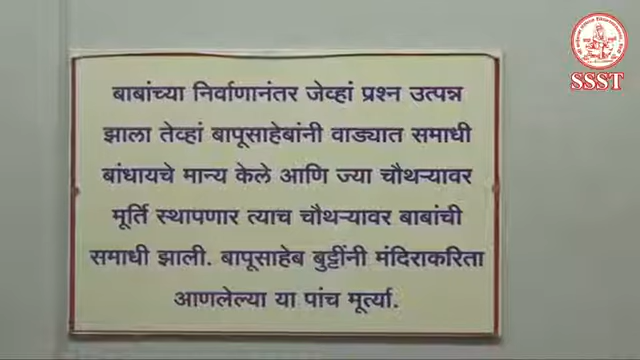 SSST
बाबांच्या निर्वाणानंतर जेव्हां प्रश्न उत्पन्न
झाला तेव्हां बापूसाहेबांनी वाड्यात समाधी
बांधायचे मान्य केले आणि ज्या चौथऱ्यावर
मूर्ति स्थापणार त्याच चौथऱ्यावर बाबांची
समाधी झाली. बापूसाहेब बुट्टींनी मंदिराकरिता
आणलेल्या या पांच मूर्त्या.